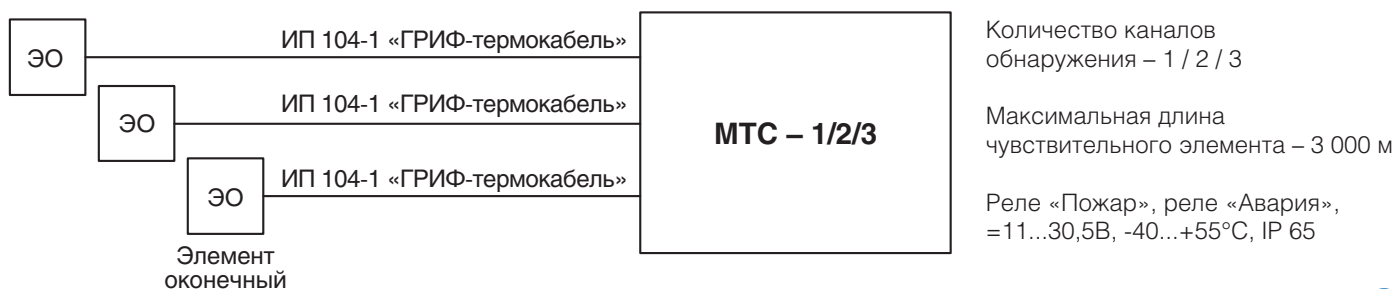 ЭО
ИП 104-1 «ГРИФ-термокабель»
ЭО
ИП 104-1 «ГРИФ-термокабель»
ЭО
ИП 104-1 «ГРИФ-термокабель»
Элемент
оконечный
МТС – 1/2/3
Количество каналов
обнаружения – 1 / 2 / 3
Максимальная длина
чувствительного элемента – 3 000 м
Реле «Пожар», реле «Авария»,
=11...30,5В, -40...+55°С, IP 65